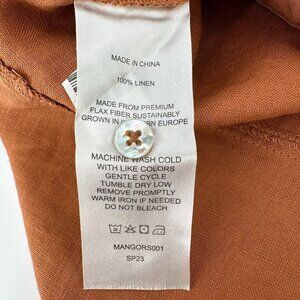 MADE IN CHINA
100% LINEN
MADE FROM PREMIUM
FLAX FIBER SUSTAINABLY
GROWN IN EUROPE
MACHINE WASH COLD
WITH LIKE COLORS
GENTLE CYCLE
TUMBLE DRY LOW
REMOVE PROMPTLY
WARM IRON IF NEEDED
DO NOT BLEACH
MANGORS001
SP23